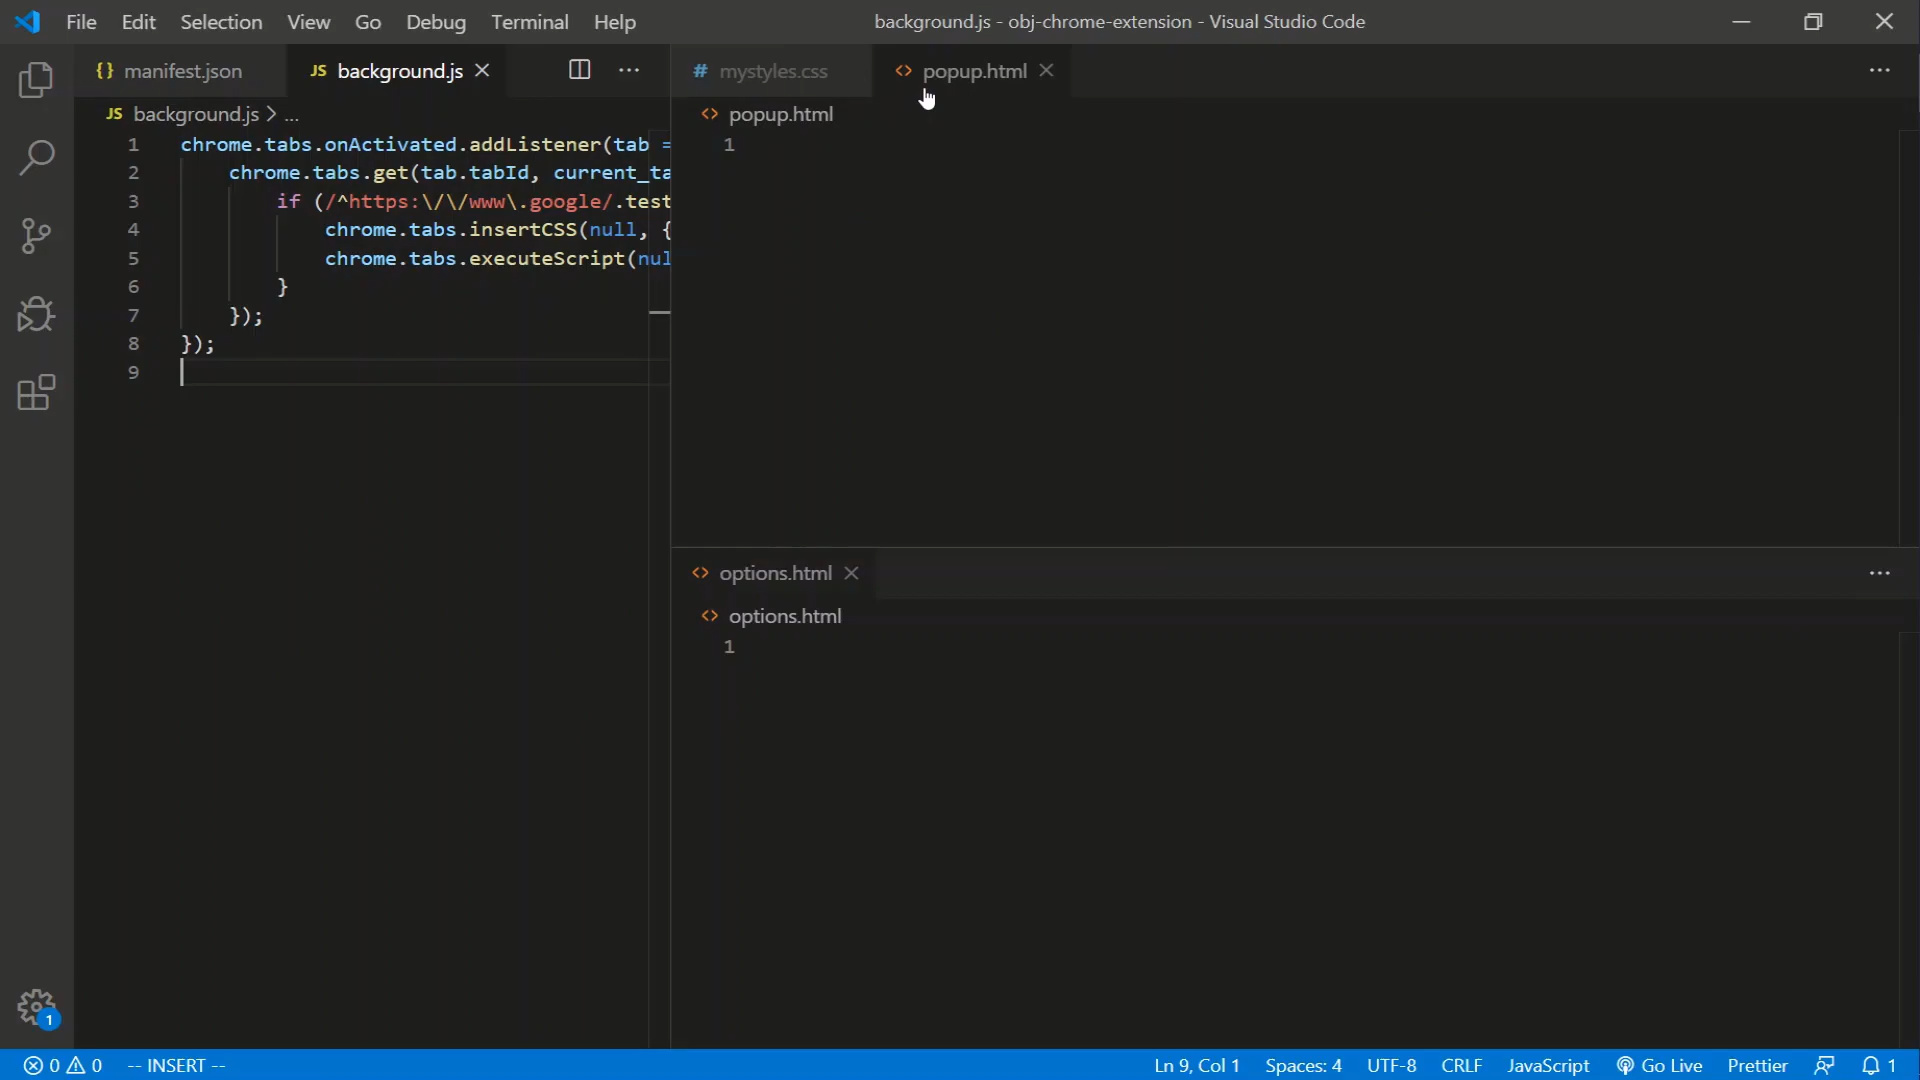 File Edit Selection View Go Debug Terminal Help
background.js - obj-chrome-extension - Visual Studio Code
{} manifest.json
JS background.js
JS background.js > ...
1 chrome.tabs.onActivated.addListener(tab =
2 chrome.tabs.get(tab.tabId, current_ta
3 if (/^https:\/\/www\.google/.test
4 chrome.tabs.insertCSS(null, {
5 chrome.tabs.executeScript(nul
6 }
7 });
8 });
9
# mystyles.css
<> popup.html
<> popup.html
1
<> options.html
<> options.html
1
1
0 0 -- INSERT --
Ln 9, Col 1 Spaces: 4 UTF-8 CRLF JavaScript Go Live Prettier 1